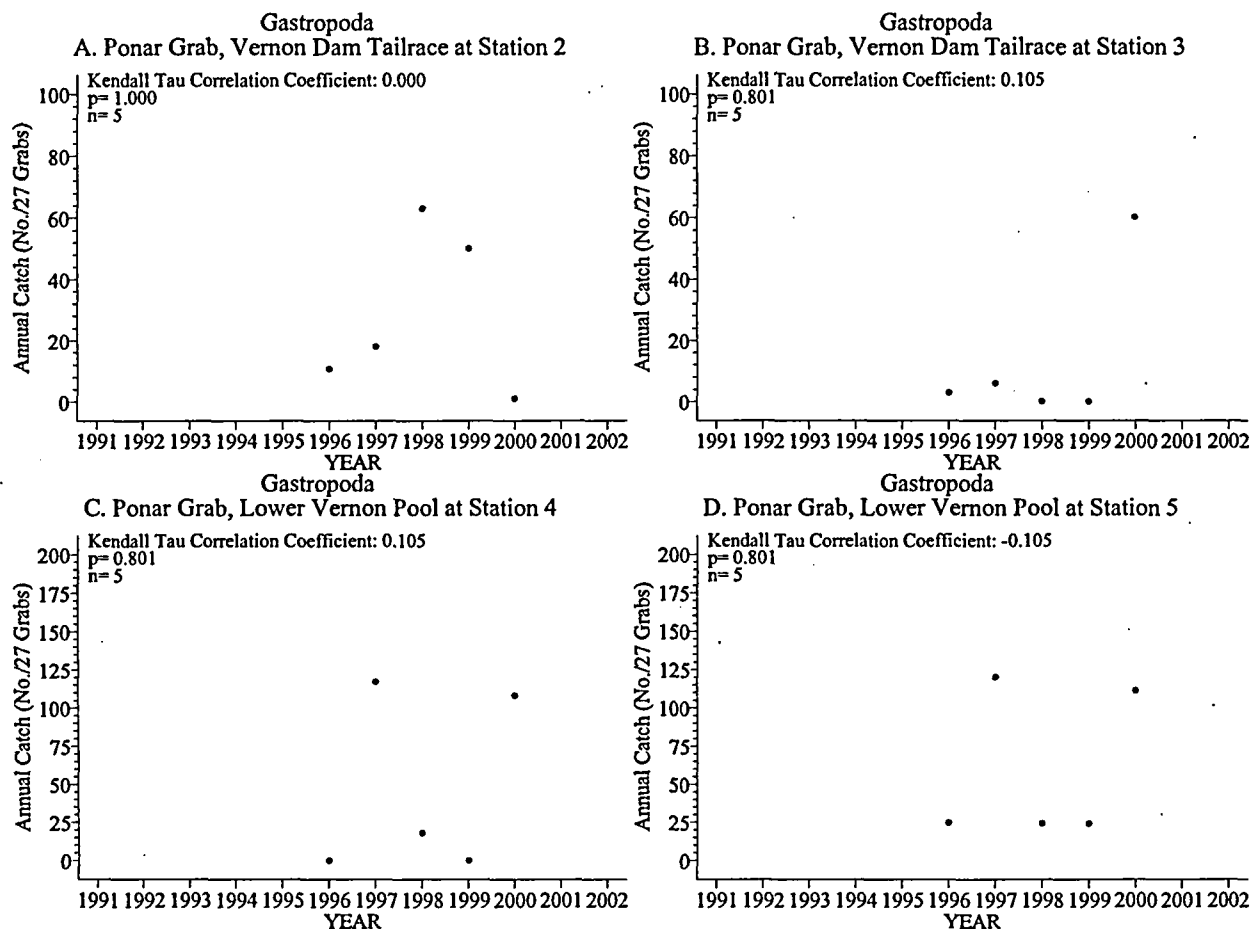 Gastropoda
A. Ponar Grab, Vernon Dam Tailrace at Station 2
Kendall Tau Correlation Coefficient: 0.000
p= 1.000
n= 5
Annual Catch (No./27 Grabs)
100
80
60
40
20
0
1991 1992 1993 1994 1995 1996 1997 1998 1999 2000 2001 2002
YEAR
Gastropoda
B. Ponar Grab, Vernon Dam Tailrace at Station 3
Kendall Tau Correlation Coefficient: 0.105
p= 0.801
n= 5
Annual Catch (No./27 Grabs)
100
80
60
40
20
0
1991 1992 1993 1994 1995 1996 1997 1998 1999 2000 2001 2002
YEAR
Gastropoda
C. Ponar Grab, Lower Vernon Pool at Station 4
Kendall Tau Correlation Coefficient: 0.105
p= 0.801
n= 5
Annual Catch (No./27 Grabs)
200
175
150
125
100
75
50
25
0
1991 1992 1993 1994 1995 1996 1997 1998 1999 2000 2001 2002
YEAR
Gastropoda
D. Ponar Grab, Lower Vernon Pool at Station 5
Kendall Tau Correlation Coefficient: -0.105
p= 0.801
n= 5
Annual Catch (No./27 Grabs)
200
175
150
125
100
75
50
25
0
1991 1992 1993 1994 1995 1996 1997 1998 1999 2000 2001 2002
YEAR